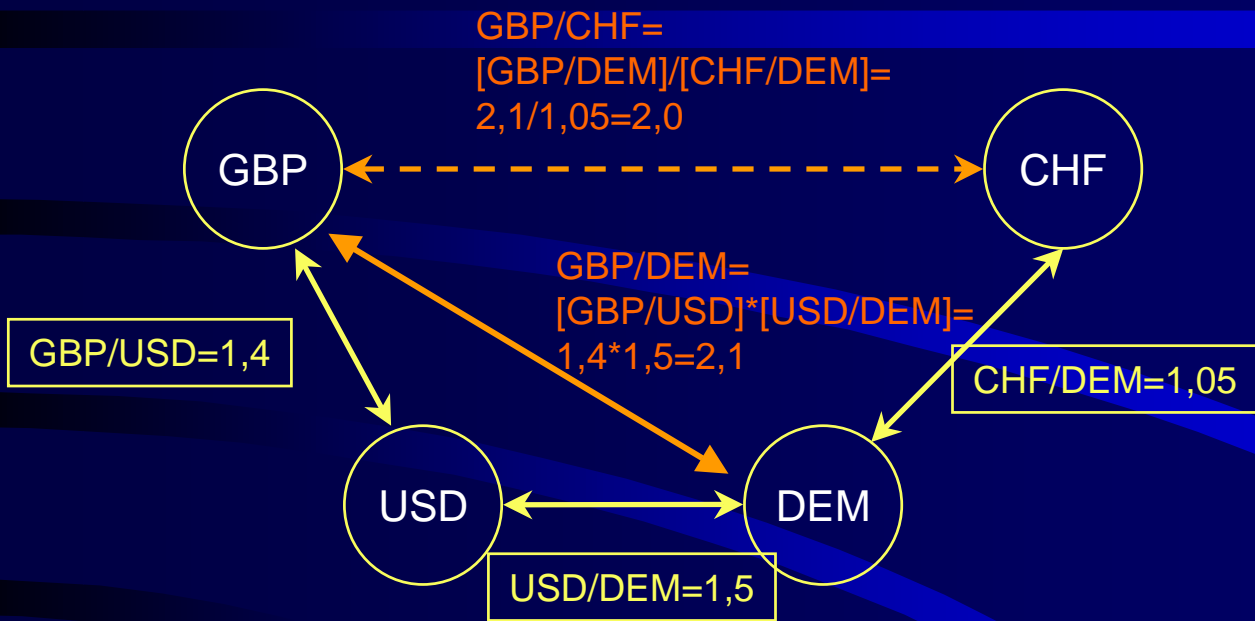 GBP/CHF=
[GBP/DEM]/[CHF/DEM]=
2,1/1,05=2,0
GBP
CHF
GBP/DEM=
[GBP/USD]*[USD/DEM]=
1,4*1,5=2,1
GBP/USD=1,4
CHF/DEM=1,05
USD
DEM
USD/DEM=1,5